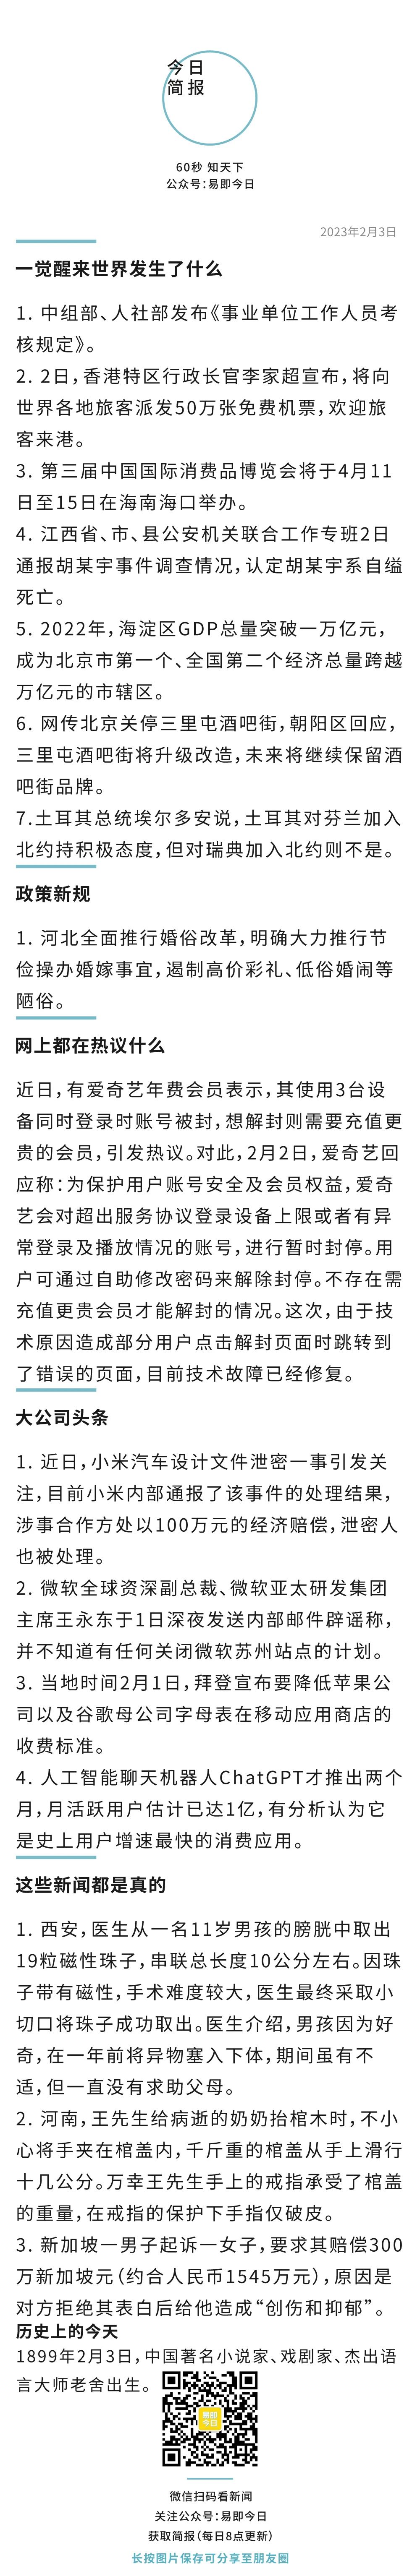 今日
简报
60秒 知天下
公众号：易即今日
2023年2月3日
一觉醒来世界发生了什么
1. 中组部、人社部发布《事业单位工作人员考
核规定》。
2. 2日，香港特区行政长官李家超宣布，将向
世界各地旅客派发50万张免费机票，欢迎旅
客来港。
3. 第三届中国国际消费品博览会将于4月11
日至15日在海南海口举办。
4. 江西省、市、县公安机关联合工作专班2日
通报胡某宇事件调查情况，认定胡某宇系自缢
死亡。
5. 2022年，海淀区GDP总量突破一万亿元，
成为北京市第一个、全国第二个经济总量跨越
万亿元的市辖区。
6. 网传北京关停三里屯酒吧街，朝阳区回应，
三里屯酒吧街将升级改造，未来将继续保留酒
吧街品牌。
7.土耳其总统埃尔多安说，土耳其对芬兰加入
北约持积极态度，但对瑞典加入北约则不是。
政策新规
1. 河北全面推行婚俗改革，明确大力推行节
俭操办婚嫁事宜，遏制高价彩礼、低俗婚闹等
陋俗。
网上都在热议什么
近日，有爱奇艺年费会员表示，其使用3台设
备同时登录时账号被封，想解封则需要充值更
贵的会员，引发热议。对此，2月2日，爱奇艺回
应称：为保护用户账号安全及会员权益，爱奇
艺会对超出服务协议登录设备上限或者有异
常登录及播放情况的账号，进行暂时封停。用
户可通过自助修改密码来解除封停。不存在需
充值更贵会员才能解封的情况。这次，由于技
术原因造成部分用户点击解封页面时跳转到
了错误的页面，目前技术故障已经修复。
大公司头条
1. 近日，小米汽车设计文件泄密一事引发关
注，目前小米内部通报了该事件的处理结果，
涉事合作方处以100万元的经济赔偿，泄密人
也被处理。
2. 微软全球资深副总裁、微软亚太研发集团
主席王永东于1日深夜发送内部邮件辟谣称，
并不知道有任何关闭微软苏州站点的计划。
3. 当地时间2月1日，拜登宣布要降低苹果公
司以及谷歌母公司字母表在移动应用商店的
收费标准。
4. 人工智能聊天机器人ChatGPT才推出两个
月，月活跃用户估计已达1亿，有分析认为它
是史上用户增速最快的消费应用。
这些新闻都是真的
1. 西安，医生从一名11岁男孩的膀胱中取出
19粒磁性珠子，串联总长度10公分左右。因珠
子带有磁性，手术难度较大，医生最终采取小
切口将珠子成功取出。医生介绍，男孩因为好
奇，在一年前将异物塞入下体，期间虽有不
适，但一直没有求助父母。
2. 河南，王先生给病逝的奶奶抬棺木时，不小
心将手夹在棺盖内，千斤重的棺盖从手上滑行
十几公分。万幸王先生手上的戒指承受了棺盖
的重量，在戒指的保护下手指仅破皮。
3. 新加坡一男子起诉一女子，要求其赔偿300
万新加坡元（约合人民币1545万元），原因是
对方拒绝其表白后给他造成“创伤和抑郁”。
历史上的今天
1899年2月3日，中国著名小说家、戏剧家、杰出语
言大师老舍出生。
易即
今日
微信扫码看新闻
关注公众号：易即今日
获取简报（每日8点更新）
长按图片保存可分享至朋友圈